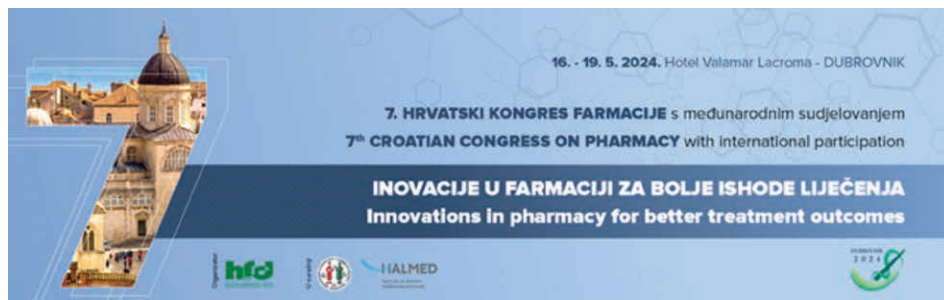 16. - 19. 5. 2024. Hotel Valamar Lacroma - DUBROVNIK
7. HRVATSKI KONGRES FARMACIJE s međunarodnim sudjelovanjem
7th CROATIAN CONGRESS ON PHARMACY with international participation
INOVACIJE U FARMACIJI ZA BOLJE ISHODE LIJEČENJA
Innovations in pharmacy for better treatment outcomes
Organizator
hfd
HALMED
2024